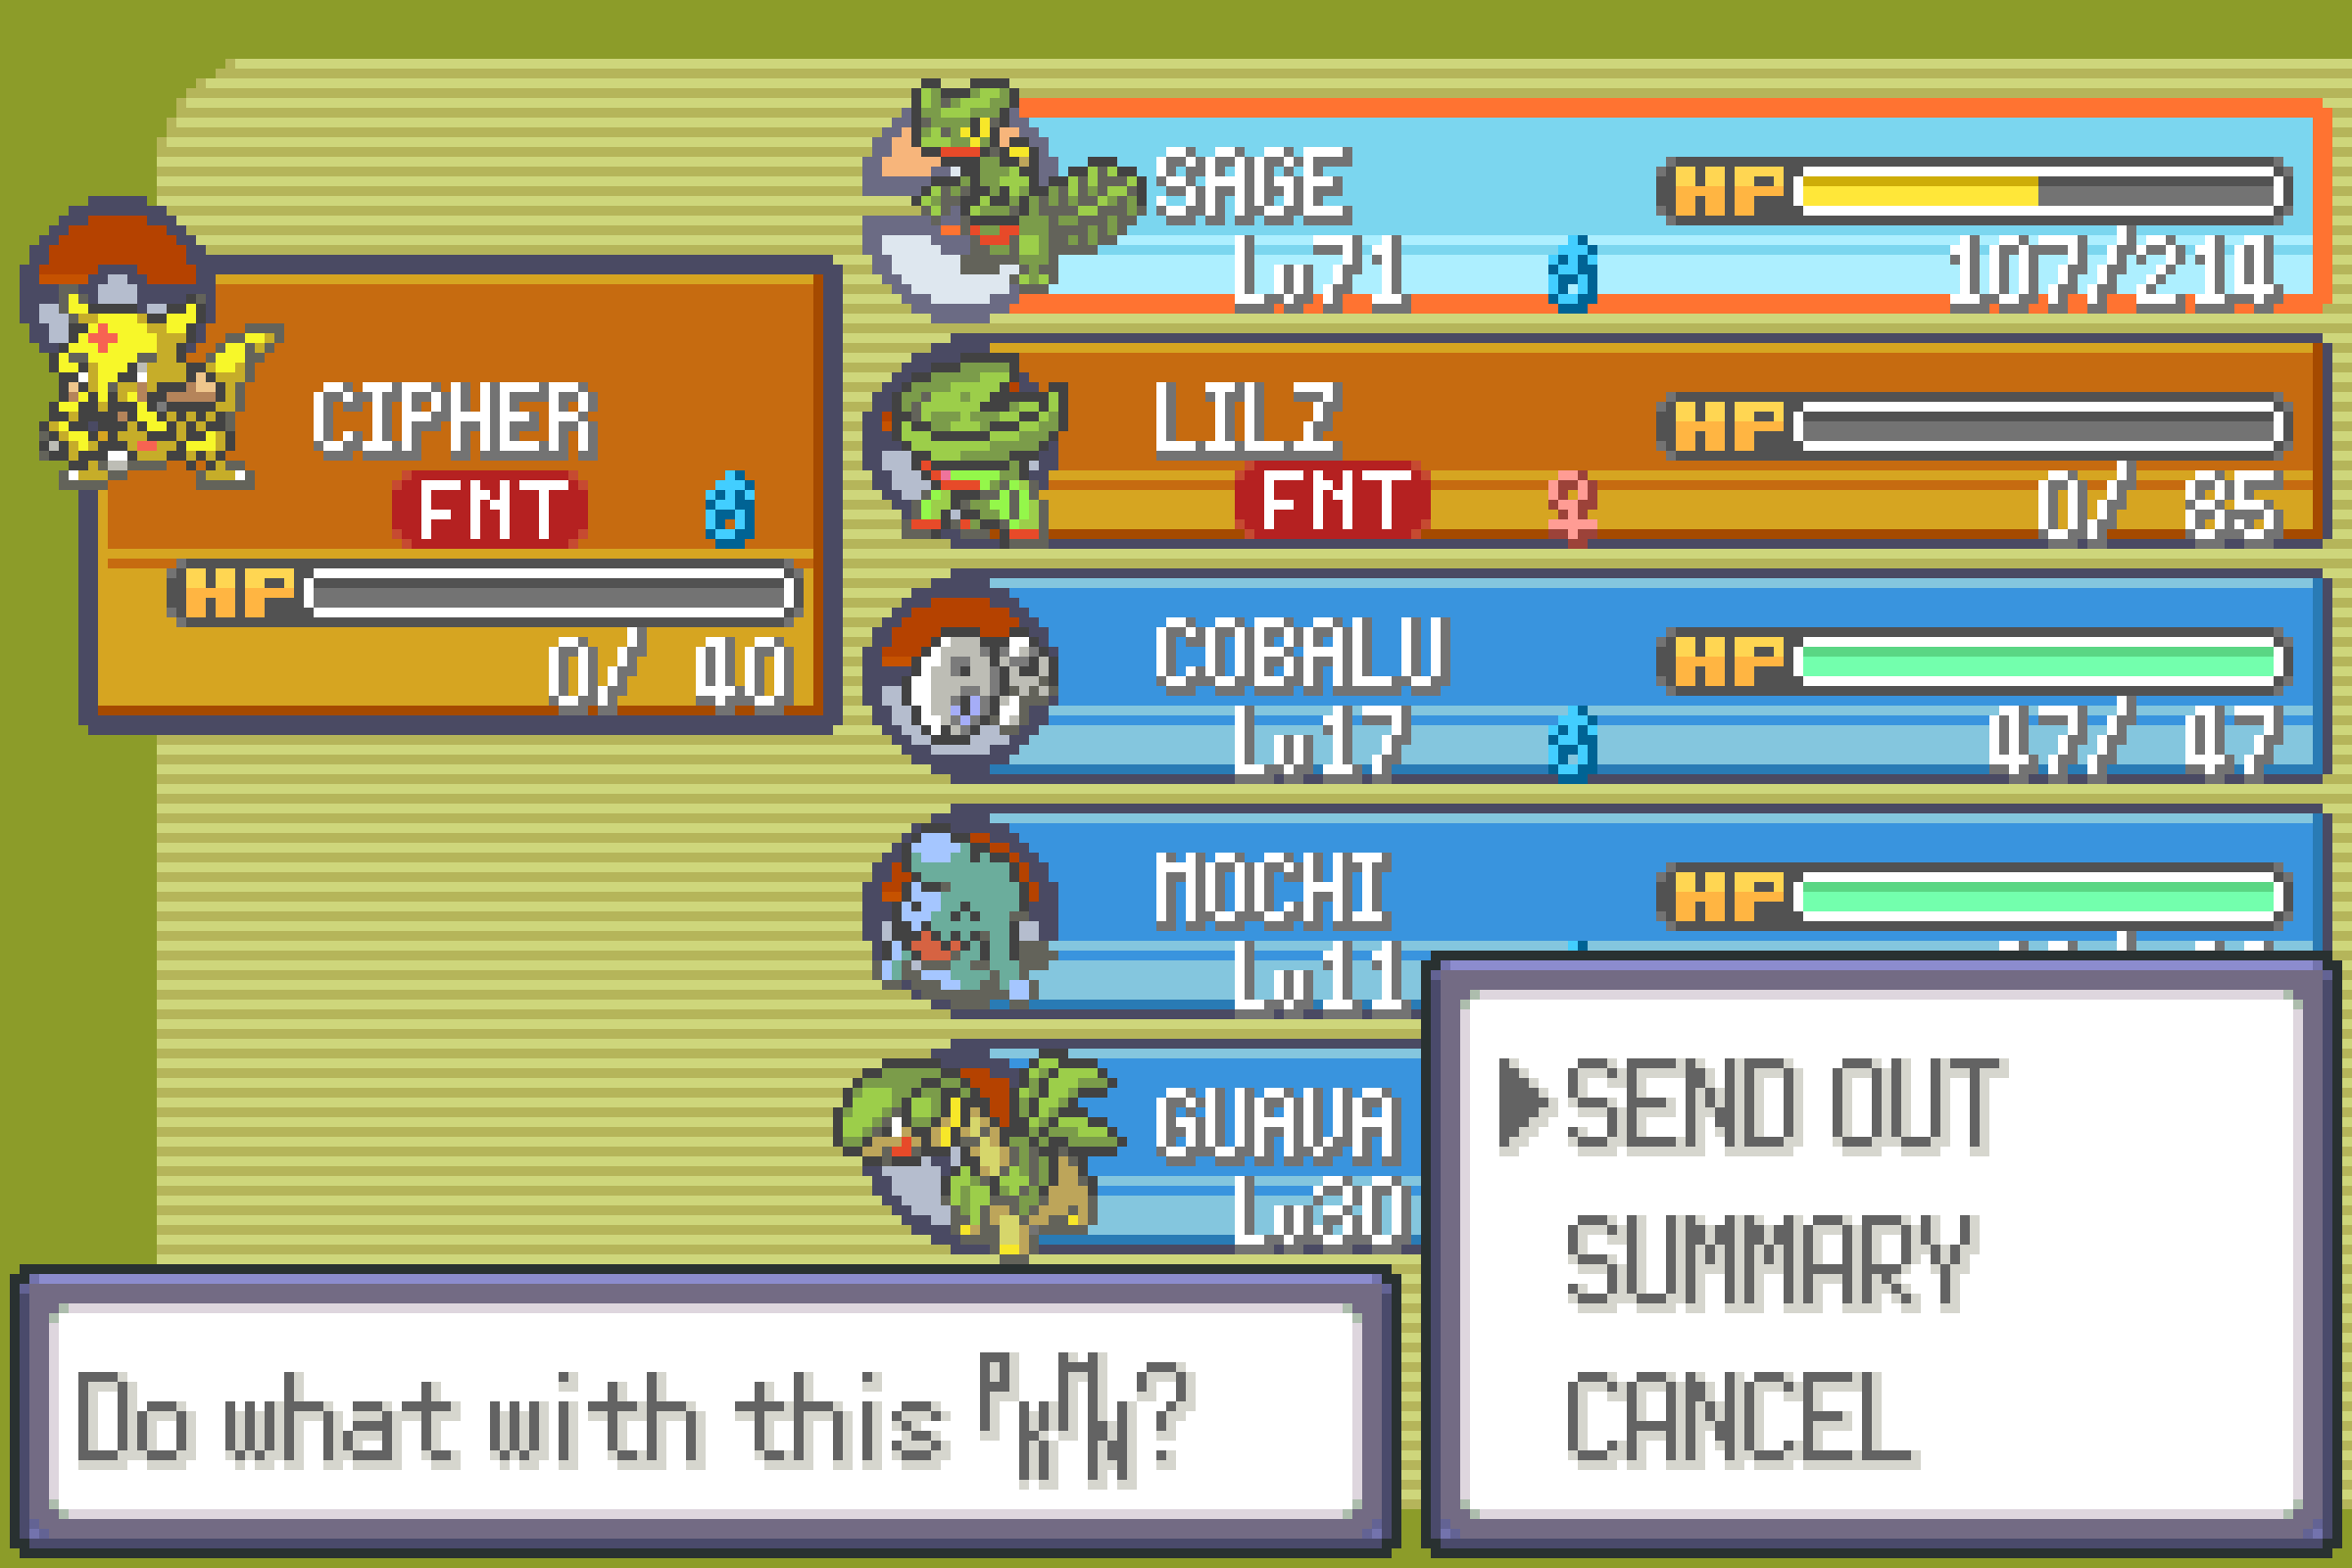 CIPHER
FNT ♂
HP
0/ 40
SAGE
HP
Lv71 ♂ 107/214
LILZ
HP
FNT ♀ 0/ 85
COBALU
HP
Lv17 ♂ 47/ 47
MOCHI
HP
Lv11
GUAVA
Lv30
SEND OUT
SUMMARY
CANCEL
Do what with this PKMN?